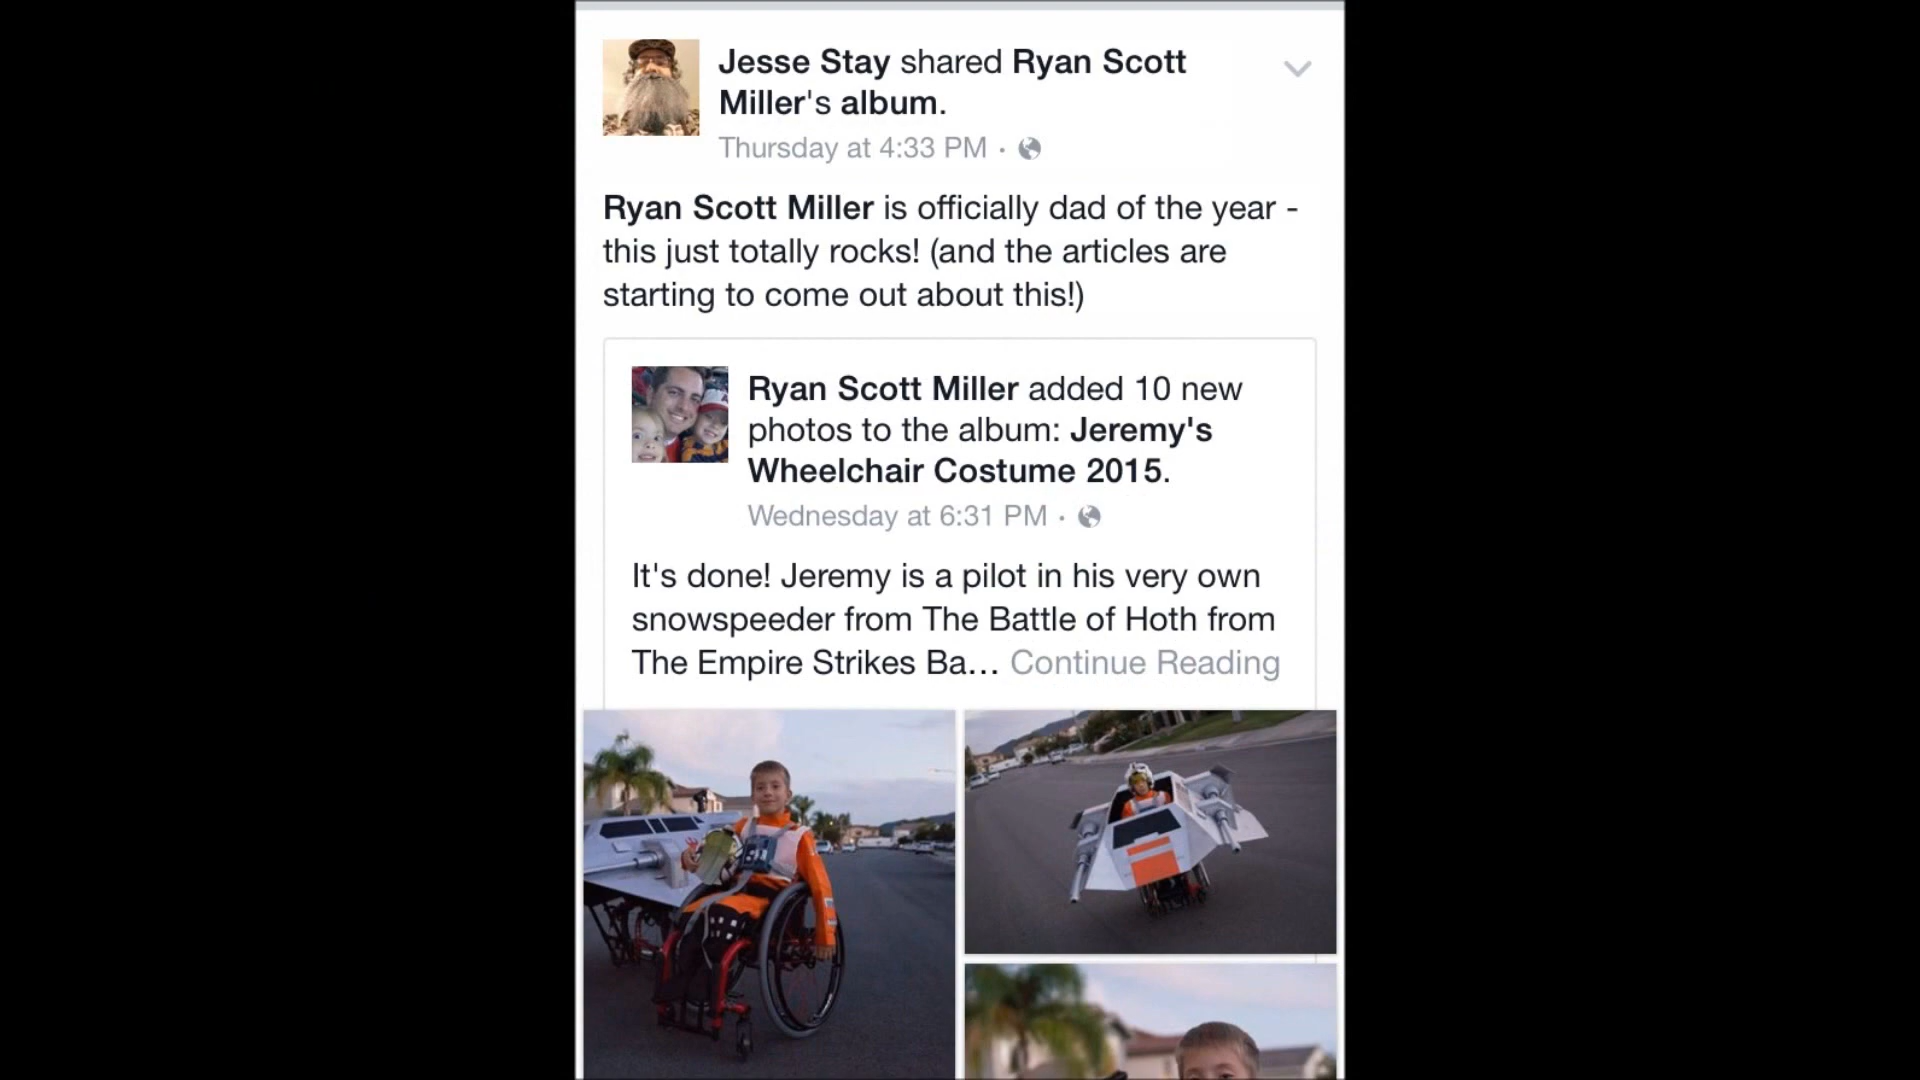 Jesse Stay shared Ryan Scott
Miller's album.
Thursday at 4:33 PM ·
Ryan Scott Miller is officially dad of the year -
this just totally rocks! (and the articles are
starting to come out about this!)
Ryan Scott Miller added 10 new
photos to the album: Jeremy's
Wheelchair Costume 2015.
Wednesday at 6:31 PM ·
It's done! Jeremy is a pilot in his very own
snowspeeder from The Battle of Hoth from
The Empire Strikes Ba... Continue Reading